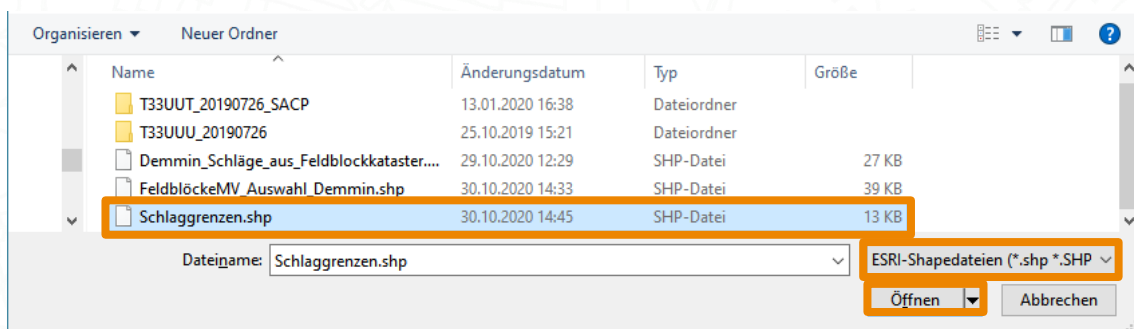 Organisieren Neuer Ordner
Name Änderungsdatum Typ Größe
T33UUT_20190726_SACP 13.01.2020 16:38 Dateiordner
T33UUU_20190726 25.10.2019 15:21 Dateiordner
Demmin_Schläge_aus_Feldblockkataster.... 29.10.2020 12:29 SHP-Datei 27 KB
FeldblöckeMV_Auswahl_Demmin.shp 30.10.2020 14:33 SHP-Datei 39 KB
Schlaggrenzen.shp 30.10.2020 14:45 SHP-Datei 13 KB
Dateiname: Schlaggrenzen.shp ESRI-Shapedateien (*.shp *.SHP
Öffnen Abbrechen